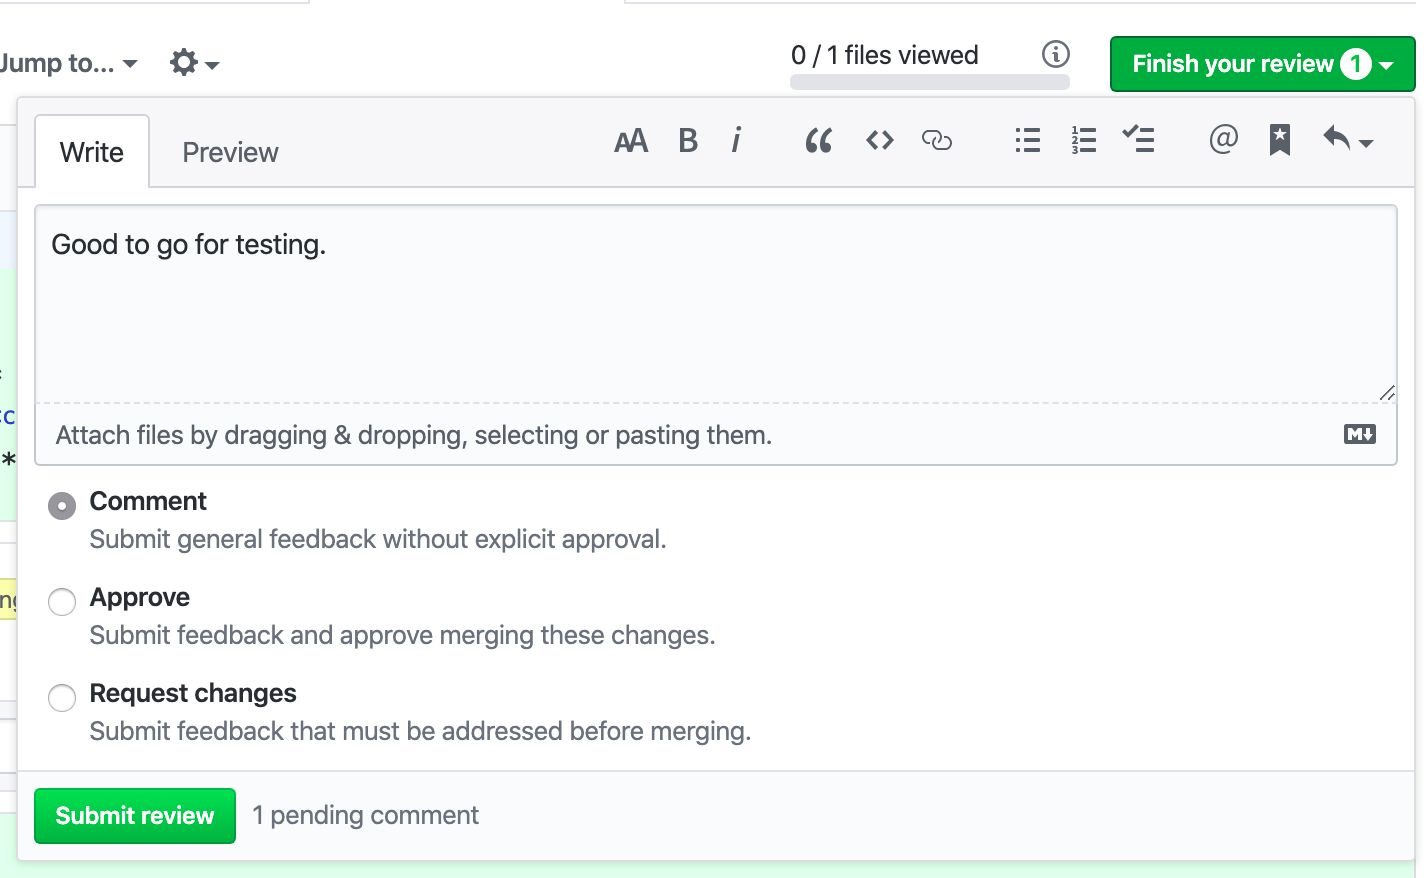 Jump to...
0 / 1 files viewed
Finish your review 1
Write
Preview
AA B i
@
Good to go for testing.
Attach files by dragging & dropping, selecting or pasting them.
M
Comment
Submit general feedback without explicit approval.
Approve
Submit feedback and approve merging these changes.
Request changes
Submit feedback that must be addressed before merging.
Submit review
1 pending comment